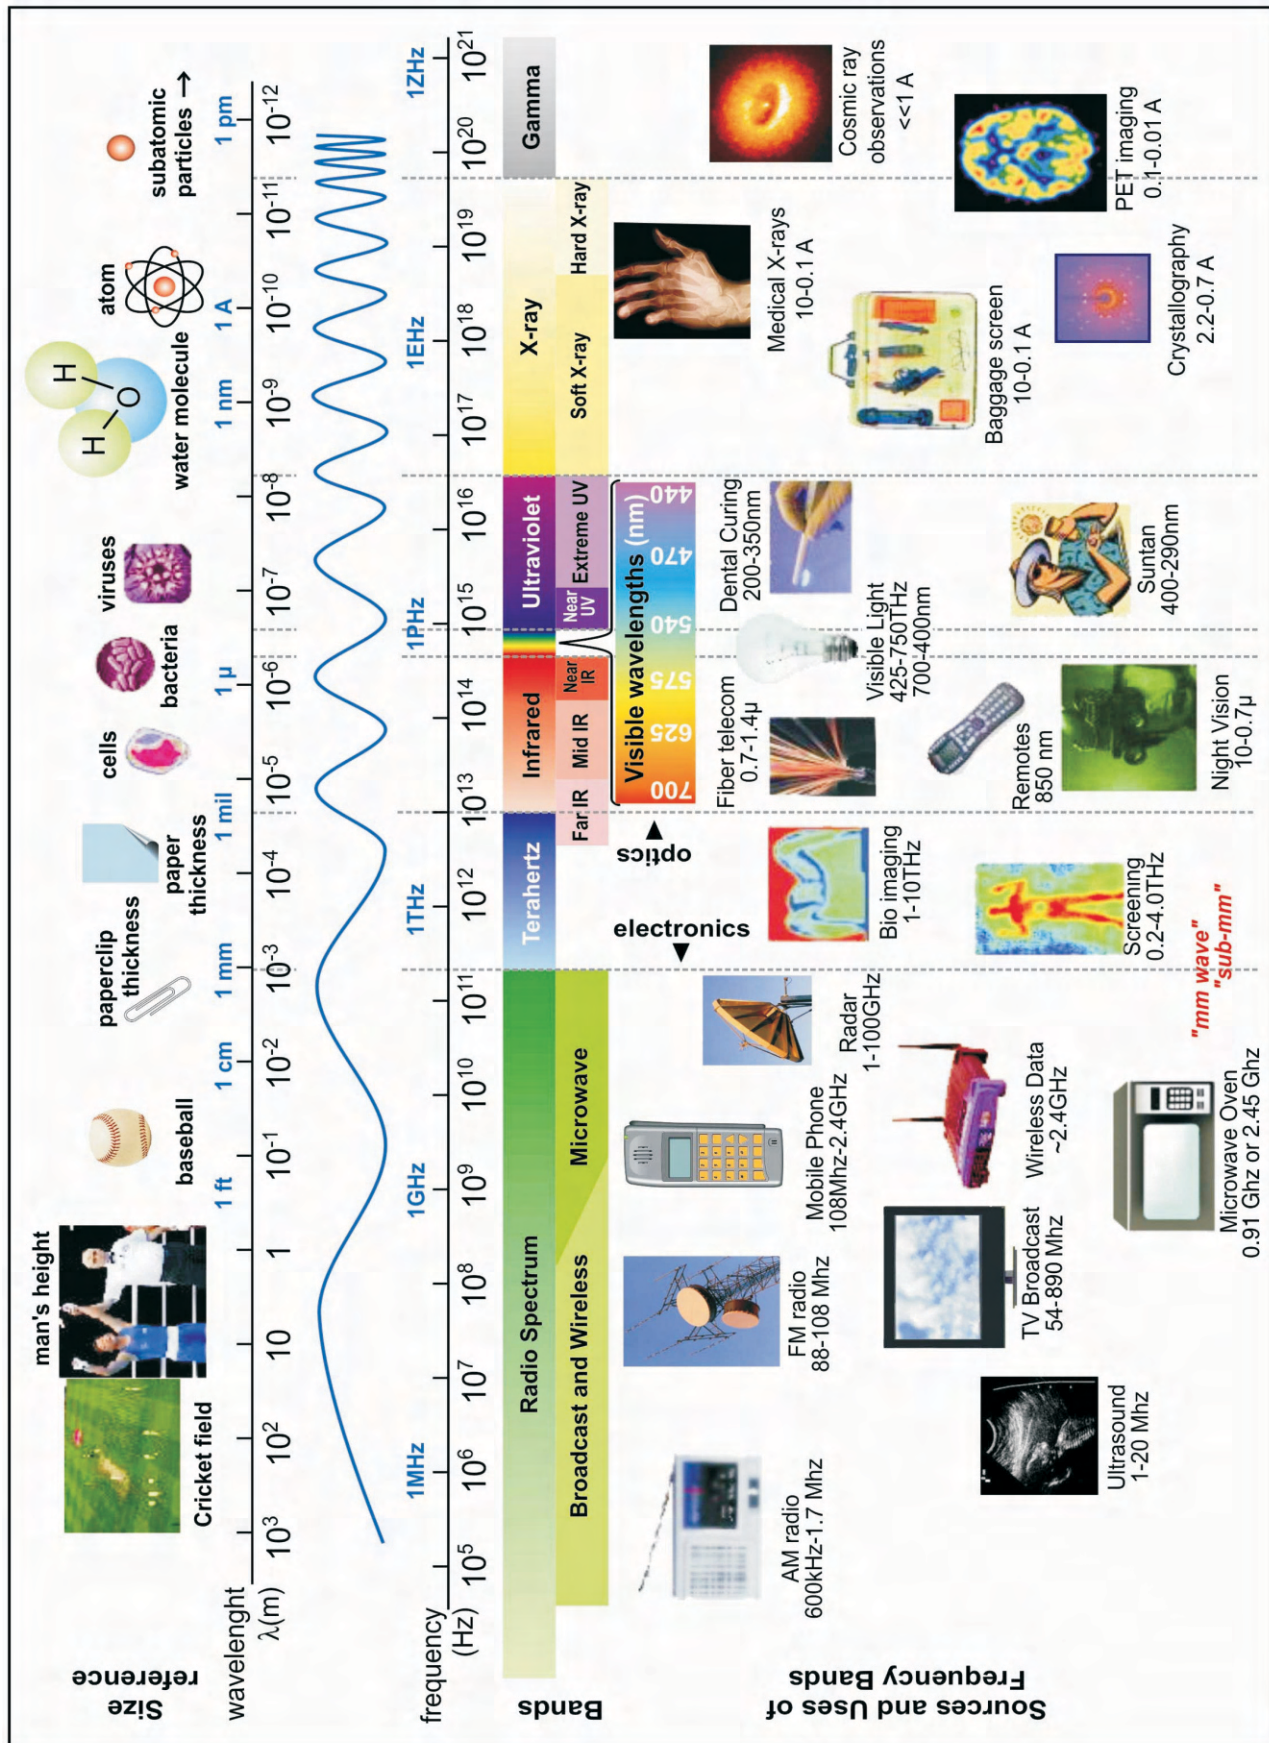 Size
reference
Cricket field
man's height
baseball
paperclip
thickness
paper
thickness
cells
bacteria
viruses
water molecule
H
O
H
atom
subatomic
particles →
wavelenght
λ(m)
1 ft
1 cm
1 mm
1 mil
1 µ
1 nm
1 A
1 pm
10³
10²
10
1
10⁻¹
10⁻²
10⁻³
10⁻⁴
10⁻⁵
10⁻⁶
10⁻⁷
10⁻⁸
10⁻⁹
10⁻¹⁰
10⁻¹¹
10⁻¹²
frequency
(Hz)
1MHz
1GHz
1THz
1PHz
1EHz
1ZHz
10⁵
10⁶
10⁷
10⁸
10⁹
10¹⁰
10¹¹
10¹²
10¹³
10¹⁴
10¹⁵
10¹⁶
10¹⁷
10¹⁸
10¹⁹
10²⁰
10²¹
Bands
Radio Spectrum
Terahertz
Infrared
Ultraviolet
X-ray
Gamma
Broadcast and Wireless
Microwave
Far IR
Mid IR
Near
IR
Near
UV
Extreme UV
Soft X-ray
Hard X-ray
Visible wavelengths (nm)
700
625
575
540
470
440
electronics
optics
Sources and Uses of
Frequency Bands
AM radio
600kHz-1.7 Mhz
FM radio
88-108 Mhz
Mobile Phone
108Mhz-2.4GHz
Radar
1-100GHz
Bio imaging
1-10THz
Fiber telecom
0.7-1.4µ
Visible Light
425-750THz
700-400nm
Dental Curing
200-350nm
Medical X-rays
10-0.1 A
Cosmic ray
observations
<<1 A
Ultrasound
1-20 Mhz
TV Broadcast
54-890 Mhz
Wireless Data
~2.4GHz
Microwave Oven
0.91 Ghz or 2.45 Ghz
Screening
0.2-4.0THz
"mm wave"
"sub-mm"
Remotes
850 nm
Night Vision
10-0.7µ
Suntan
400-290nm
Baggage screen
10-0.1 A
Crystallography
2.2-0.7 A
PET imaging
0.1-0.01 A